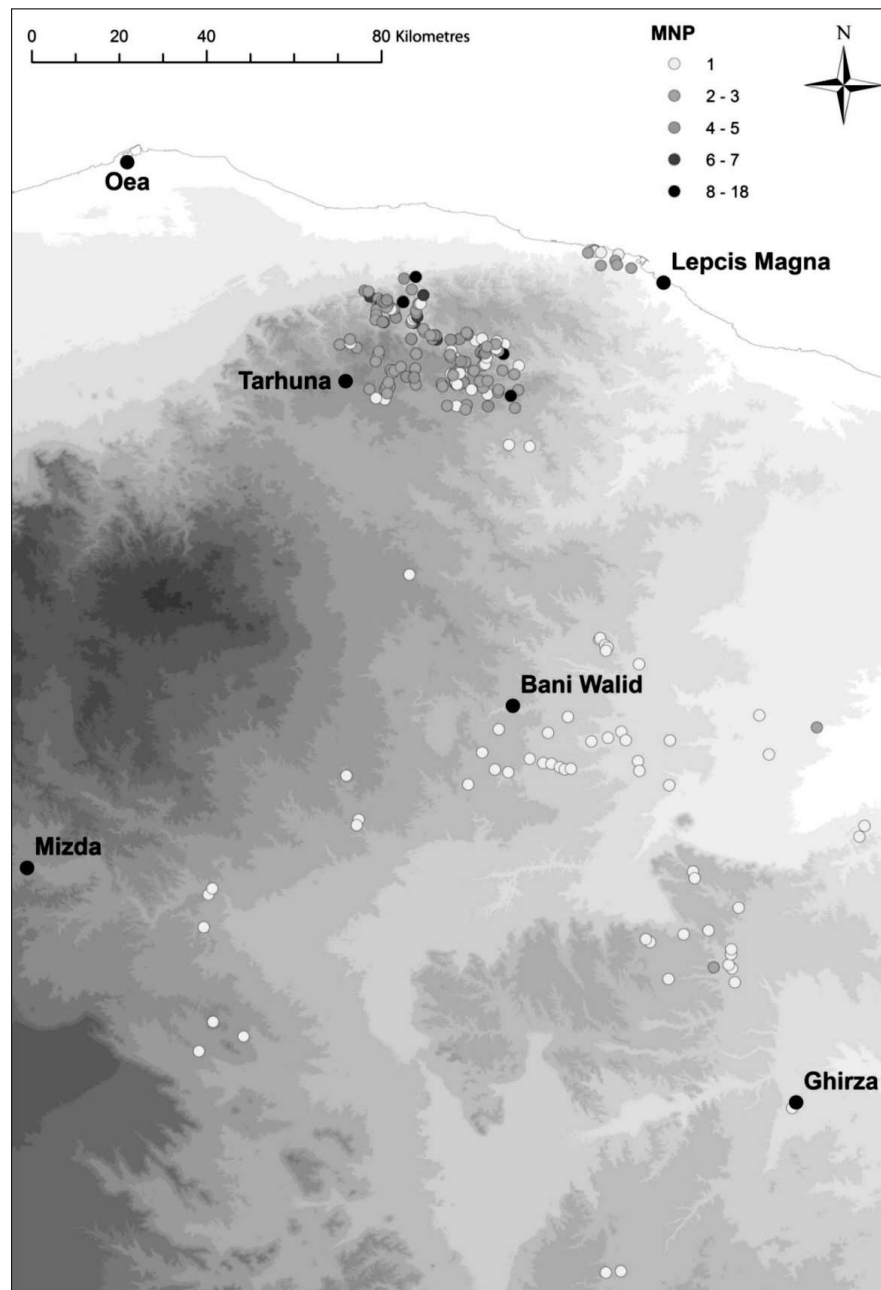 0 20 40 80 Kilometres
MNP
1
2 - 3
4 - 5
6 - 7
8 - 18
N
Oea
Lepcis Magna
Tarhuna
Bani Walid
Mizda
Ghirza